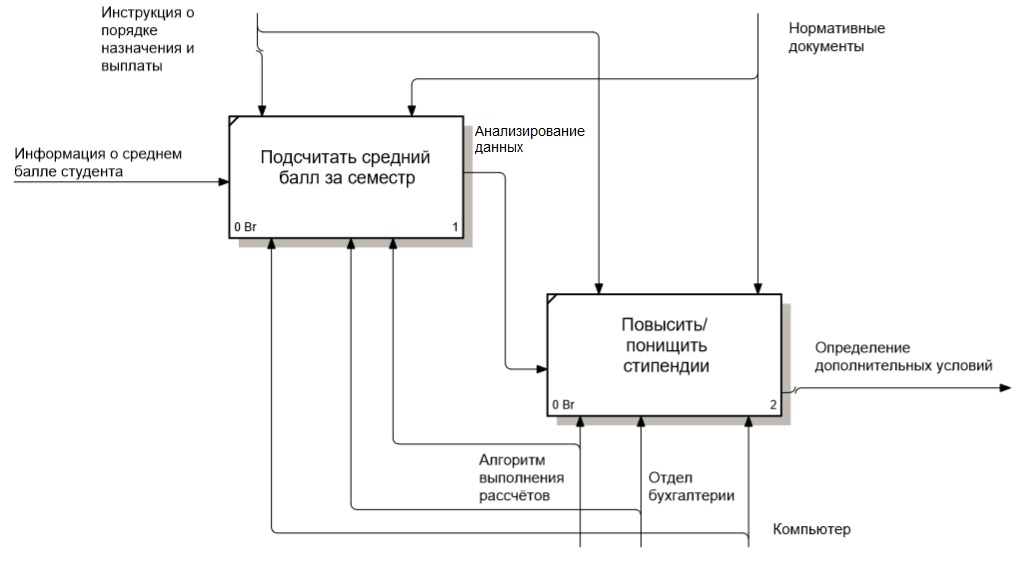 Инструкция о
порядке
назначения и
выплаты
Нормативные
документы
Информация о среднем
балле студента
Подсчитать средний
балл за семестр
0 Br
1
Анализирование
данных
Повысить/
понищить
стипендии
0 Br
2
Определение
дополнительных условий
Алгоритм
выполнения
рассчётов
Отдел
бухгалтерии
Компьютер